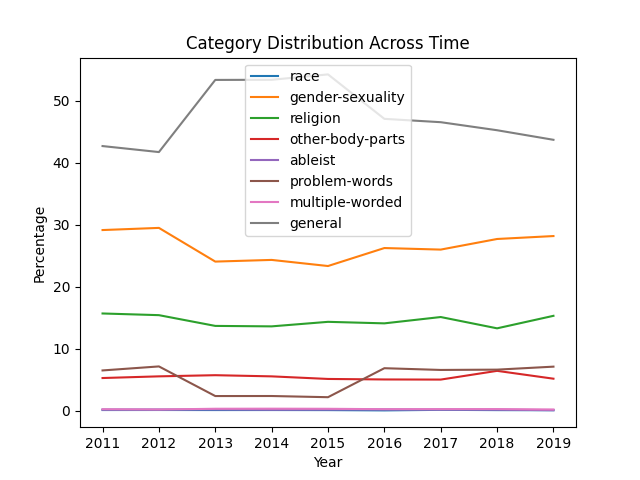 Category Distribution Across Time
race
gender-sexuality
religion
other-body-parts
ableist
problem-words
multiple-worded
general
Percentage
50
40
30
20
10
0
2011 2012 2013 2014 2015 2016 2017 2018 2019
Year